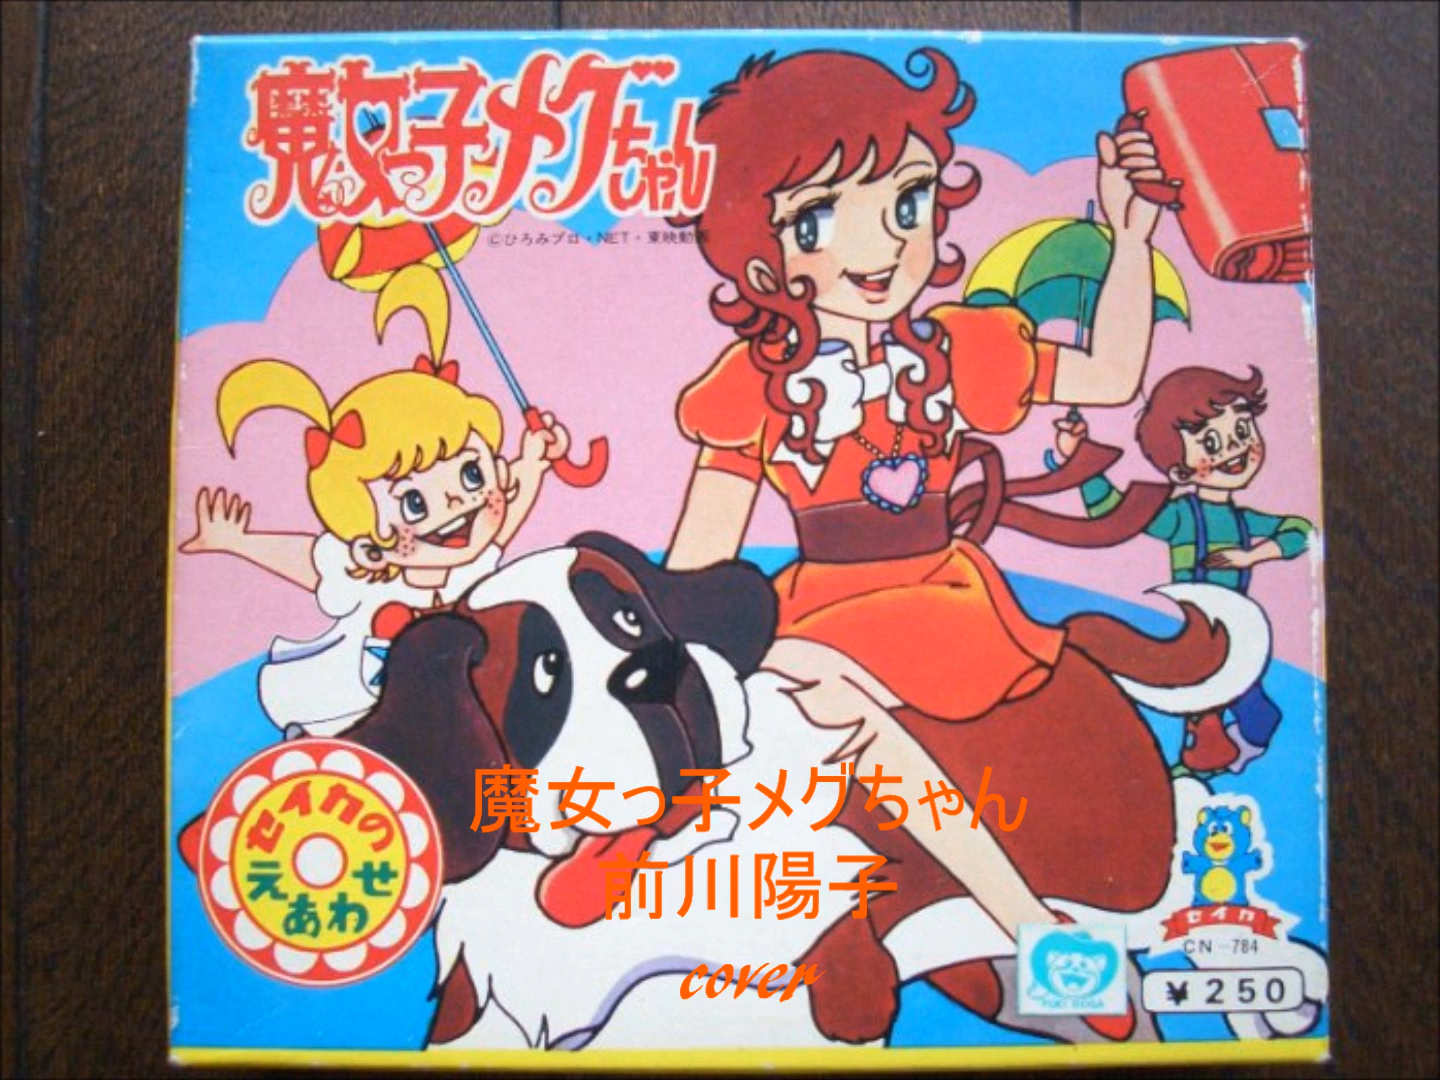 魔女っ子メグちゃん
©ひろみプロ・NET・東映動画
セイカの
えあわせ
魔女っ子メグちゃん
前川陽子
cover
セイカ
CN-784
¥250